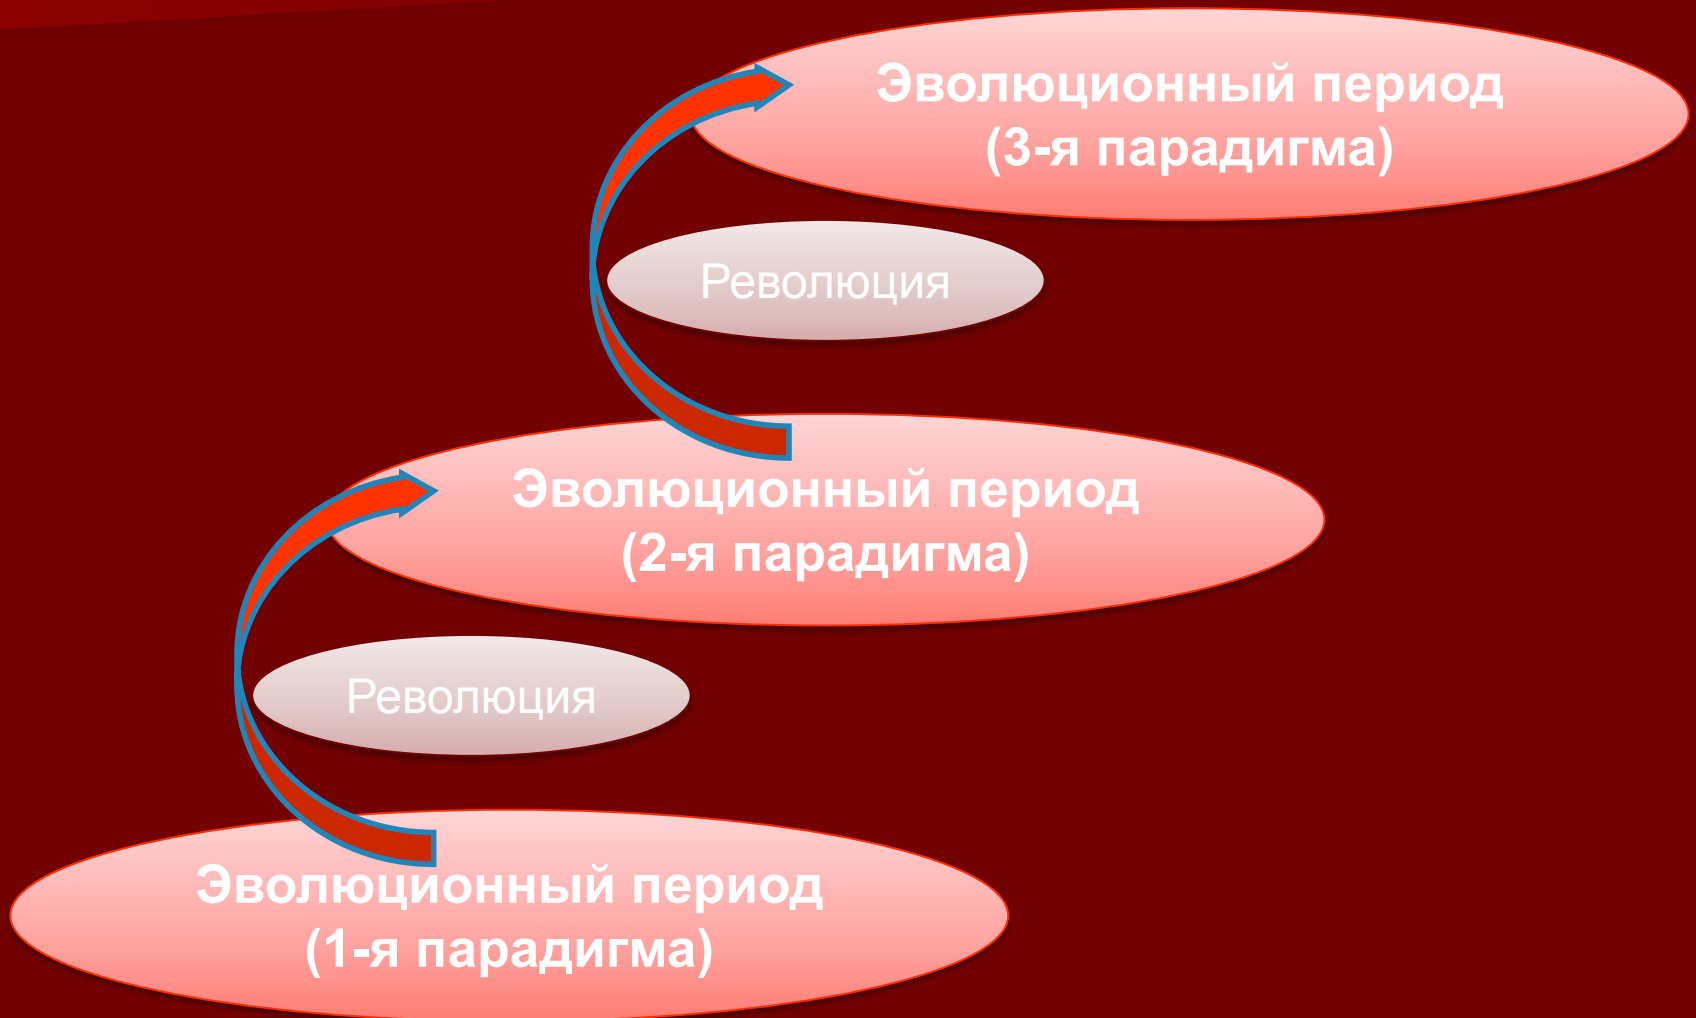 Эволюционный период
(3-я парадигма)
Революция
Эволюционный период
(2-я парадигма)
Революция
Эволюционный период
(1-я парадигма)